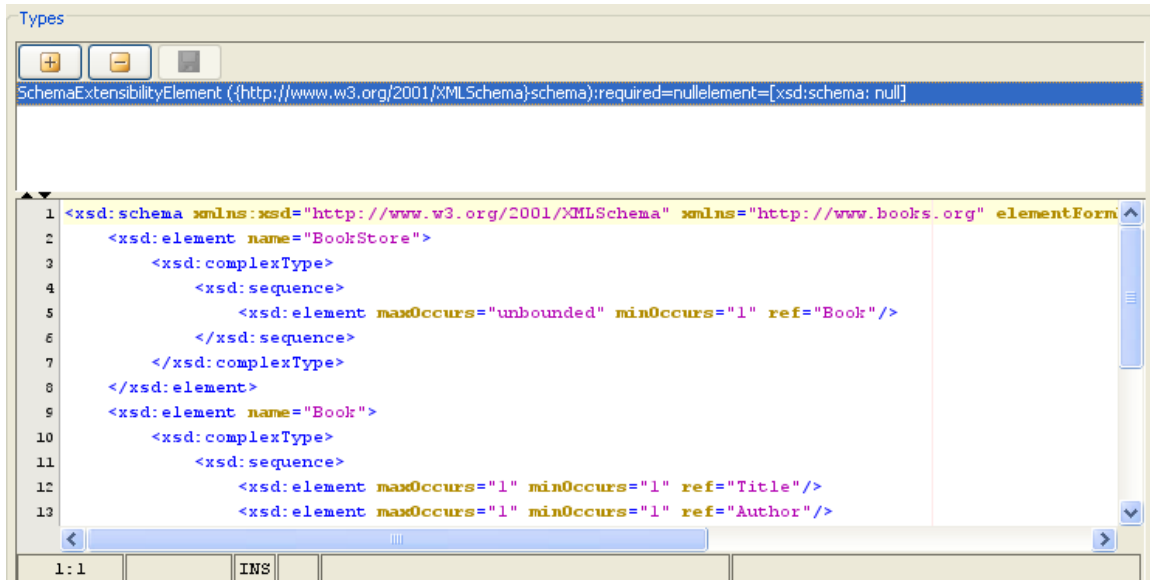 Types
SchemaExtensibilityElement ({http://www.w3.org/2001/XMLSchema}schema):required=nullelement=[xsd:schema: null]
1 <xsd:schema xmlns:xsd="http://www.w3.org/2001/XMLSchema" xmlns="http://www.books.org" elementForm
2 <xsd:element name="BookStore">
3 <xsd:complexType>
4 <xsd:sequence>
5 <xsd:element maxOccurs="unbounded" minOccurs="1" ref="Book"/>
6 </xsd:sequence>
7 </xsd:complexType>
8 </xsd:element>
9 <xsd:element name="Book">
10 <xsd:complexType>
11 <xsd:sequence>
12 <xsd:element maxOccurs="1" minOccurs="1" ref="Title"/>
13 <xsd:element maxOccurs="1" minOccurs="1" ref="Author"/>
1:1 INS